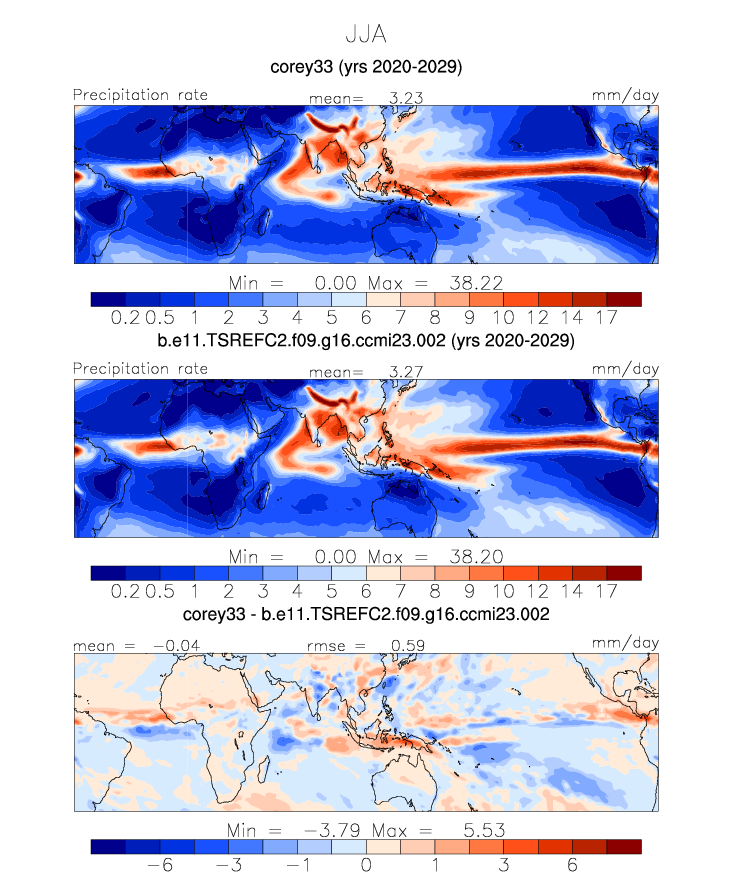 JJA
corey33 (yrs 2020-2029)
Precipitation rate mean= 3.23 mm/day
Min = 0.00 Max = 38.22
0.2 0.5 1 2 3 4 5 6 7 8 9 10 12 14 17
b.e11.TSREFC2.f09.g16.ccmi23.002 (yrs 2020-2029)
Precipitation rate mean= 3.27 mm/day
Min = 0.00 Max = 38.20
0.2 0.5 1 2 3 4 5 6 7 8 9 10 12 14 17
corey33 - b.e11.TSREFC2.f09.g16.ccmi23.002
mean = −0.04 rmse = 0.59 mm/day
Min = −3.79 Max = 5.53
−6 −3 −1 0 1 3 6